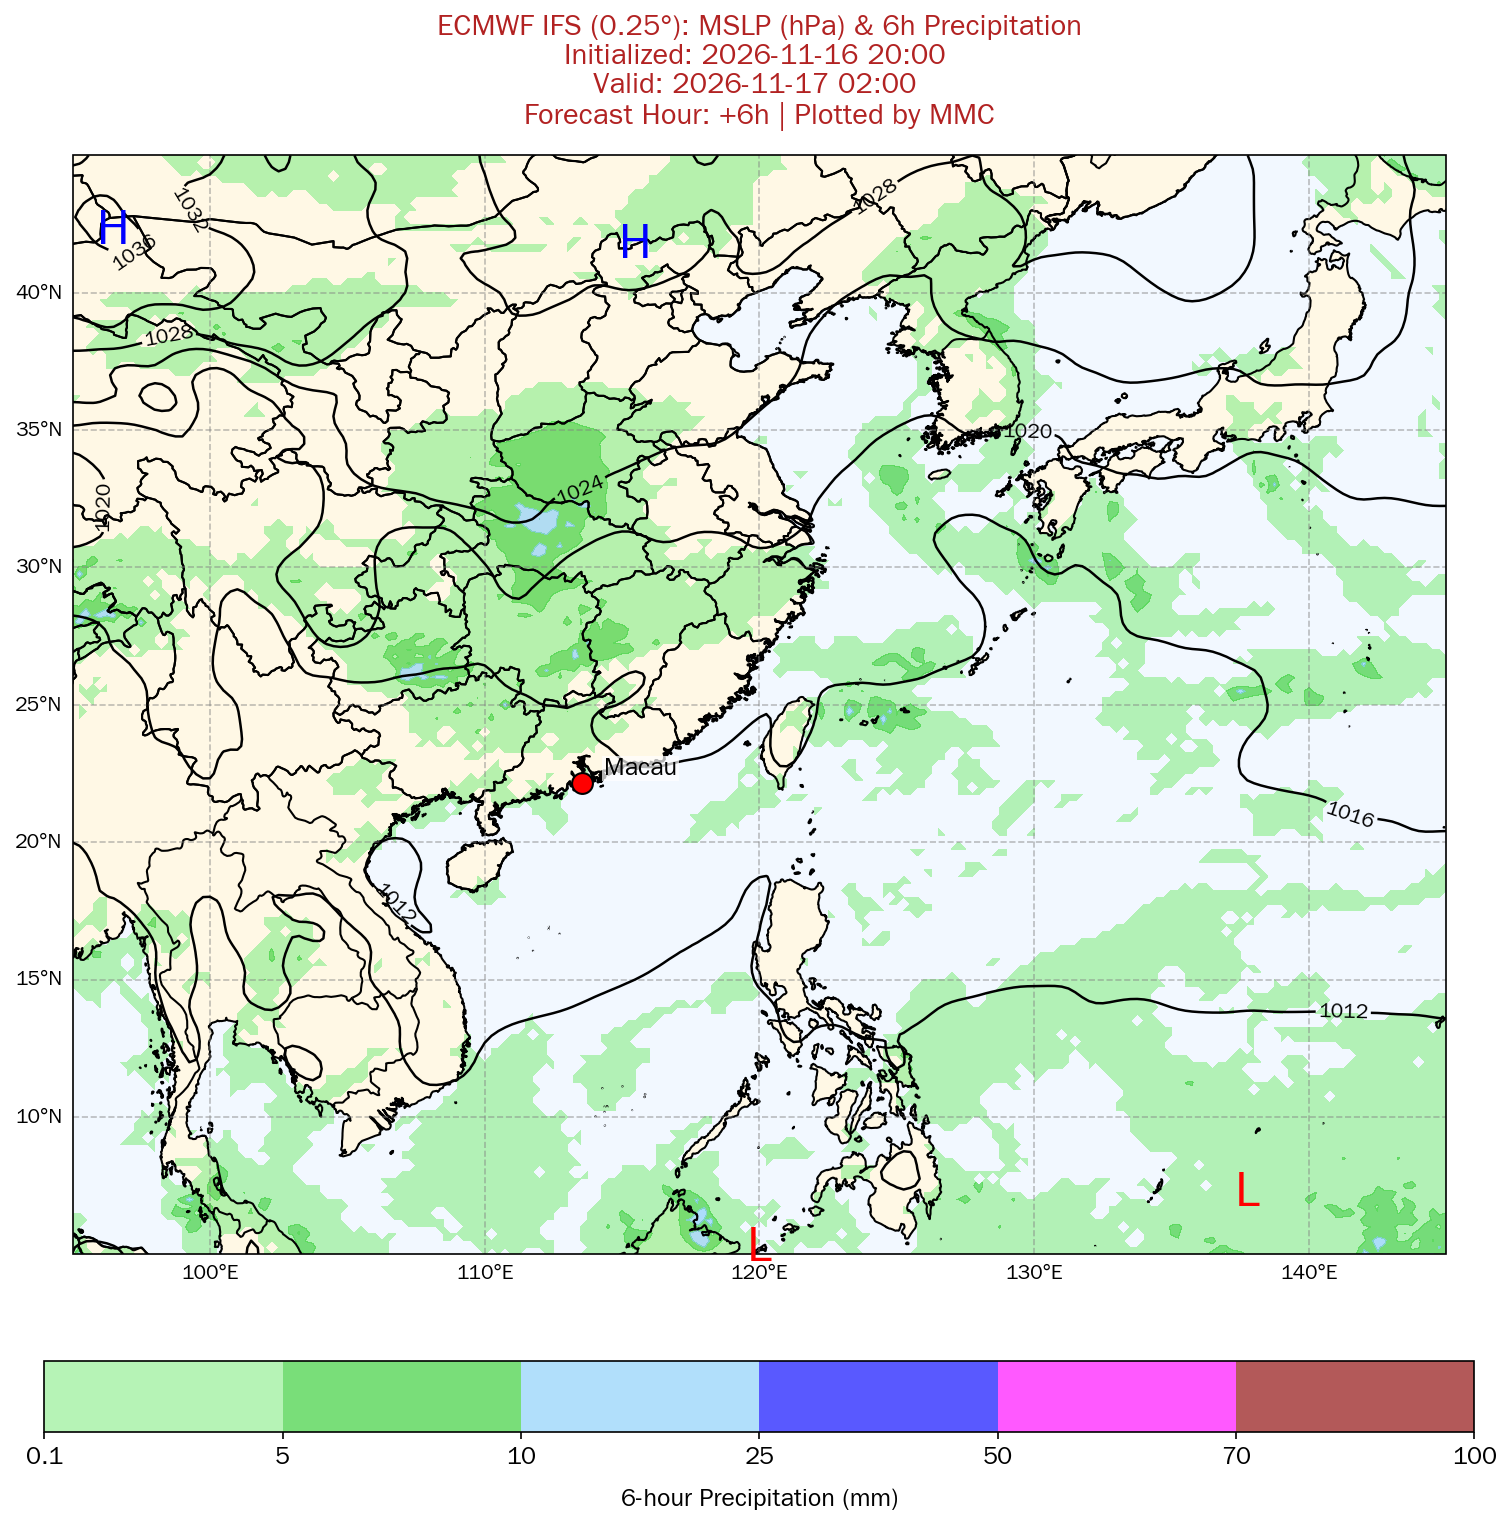 ECMWF IFS (0.25°): MSLP (hPa) & 6h Precipitation
Initialized: 2026-11-16 20:00
Valid: 2026-11-17 02:00
Forecast Hour: +6h | Plotted by MMC
1028
1032
H
H
1036
40°N
1028
35°N
1020
1024
1020
30°N
25°N
Macau
1016
20°N
1012
15°N
1012
10°N
L
L
100°E 110°E 120°E 130°E 140°E
0.1 5 10 25 50 70 100
6-hour Precipitation (mm)